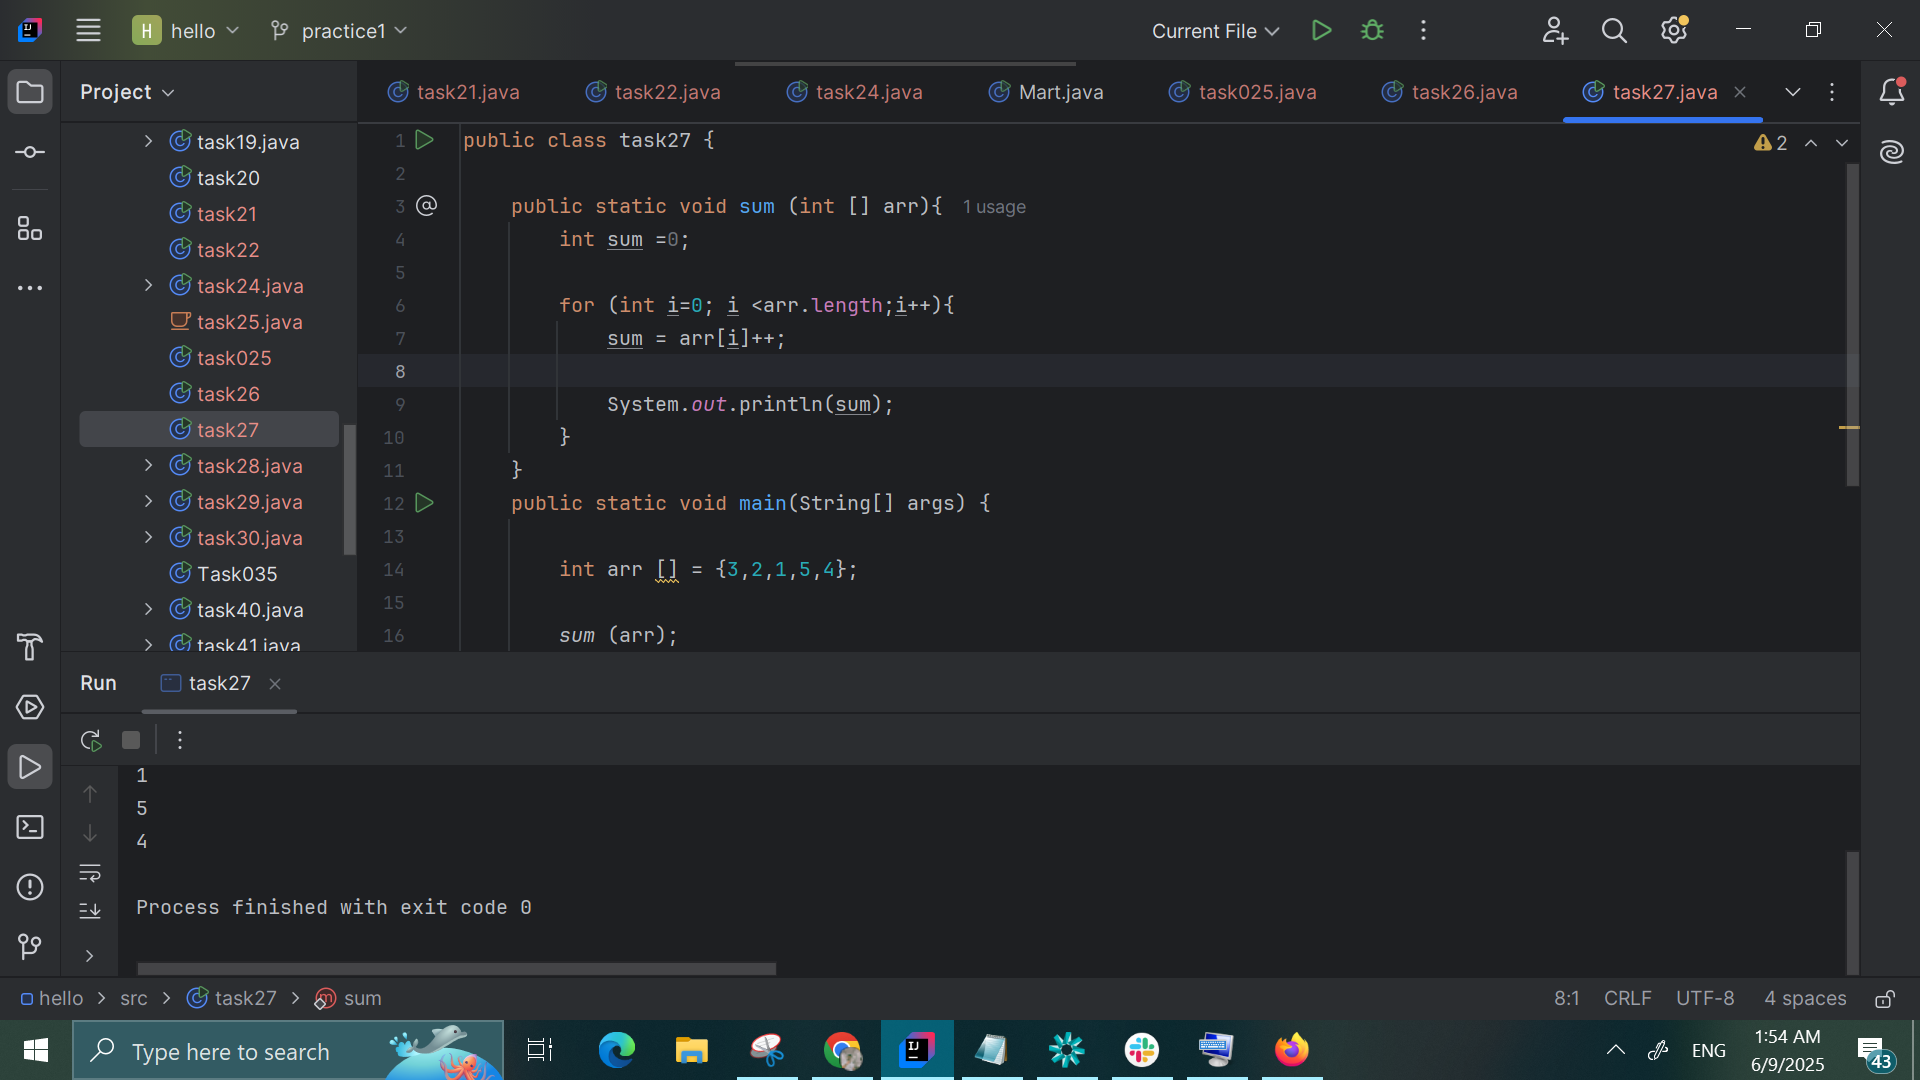 H hello practice1 Current File
Project task21.java task22.java task24.java Mart.java task025.java task26.java task27.java
task19.java
task20
task21
task22
task24.java
task25.java
task025
task26
task27
task28.java
task29.java
task30.java
Task035
task40.java
task41.java
2
1 public class task27 {
2
3 @ public static void sum (int [] arr){ 1 usage
4 int sum =0;
5
6 for (int i=0; i <arr.length;i++){
7 sum = arr[i]++;
8
9 System.out.println(sum);
10 }
11 }
12 public static void main(String[] args) {
13
14 int arr [] = {3,2,1,5,4};
15
16 sum (arr);
Run task27
1
5
4
Process finished with exit code 0
hello > src > task27 > sum 8:1 CRLF UTF-8 4 spaces
Type here to search ENG 1:54 AM
6/9/2025
43